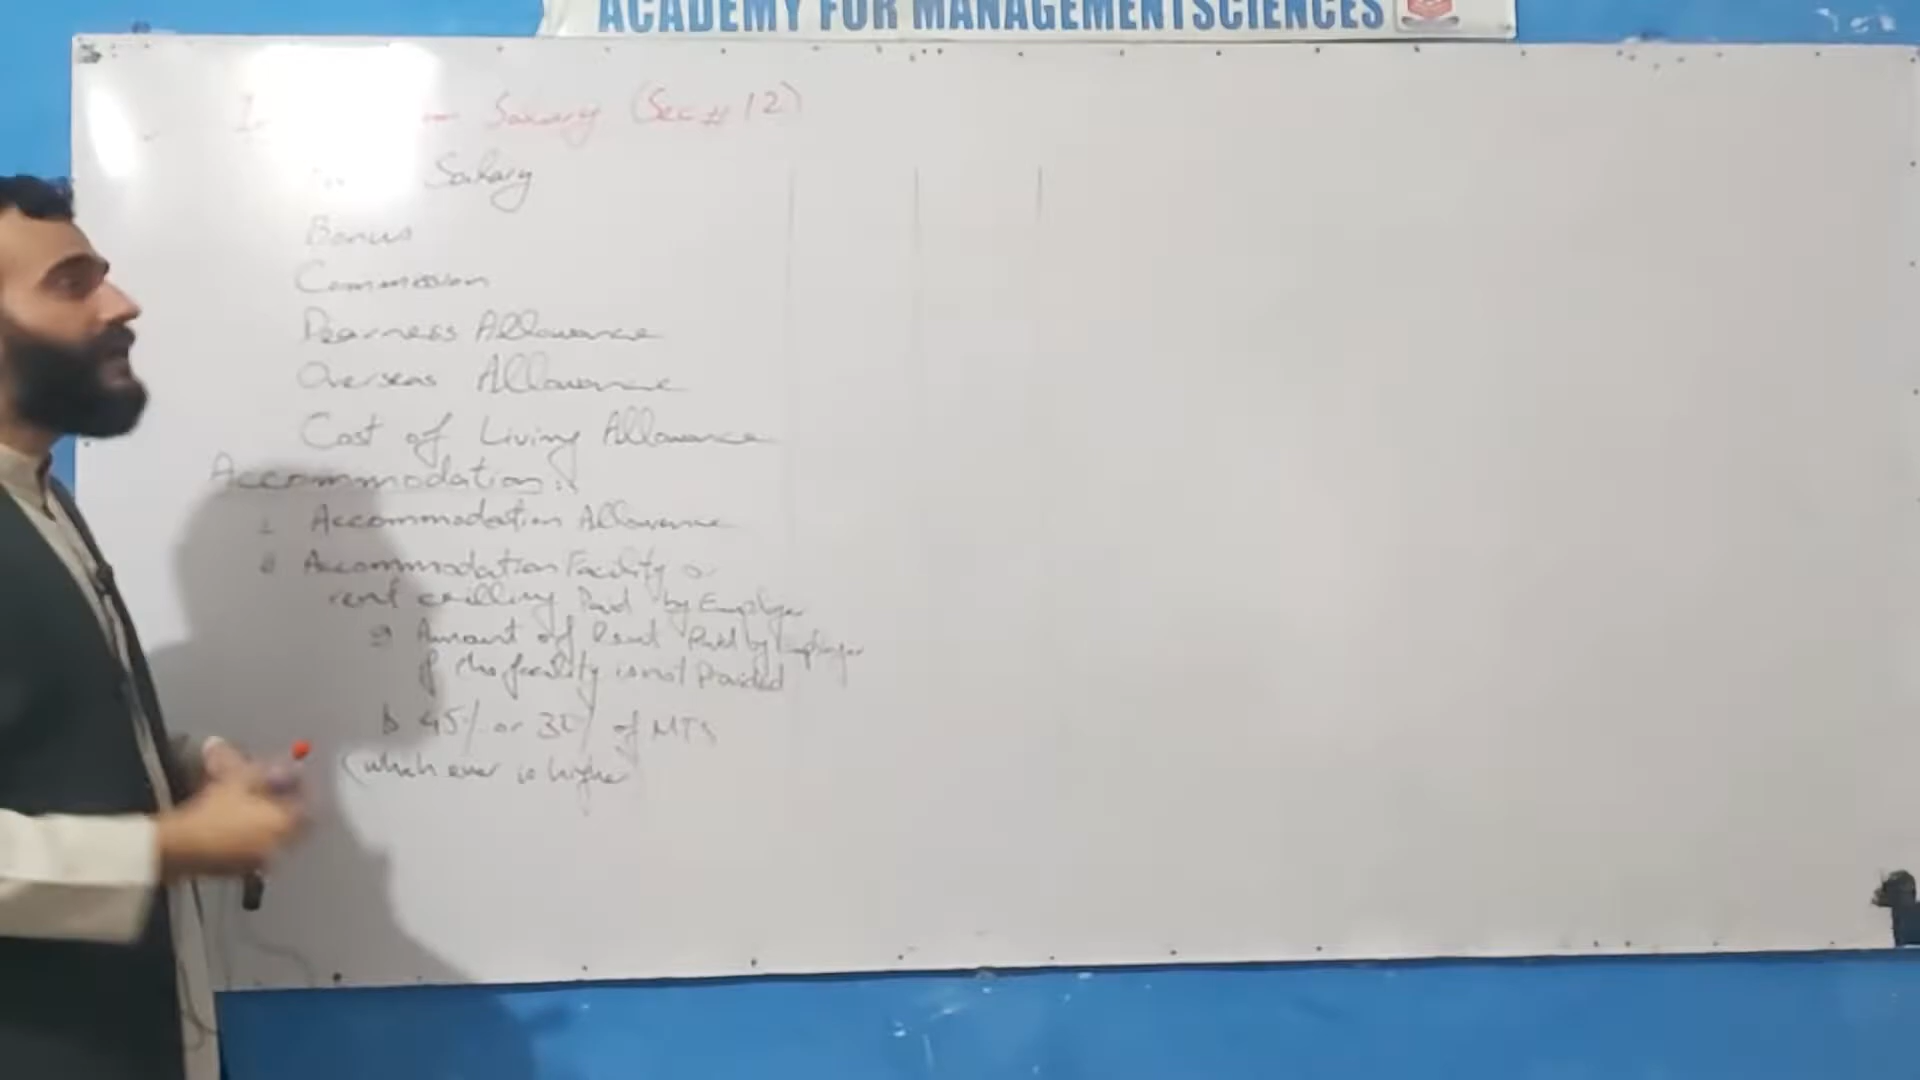 ACADEMY FOR MANAGEMENTSCIENCES
Salary (Sec # 12)
Salary
Bonus
Commission
Dearness Allowance
Overseas Allowance
Cost of Living Allowance
Accommodation:
i Accommodation Allowance
ii Accommodation Facility or
rent ceilling Paid by Employer
a Amount of Rent Paid by Employer
if the facility is not Provided
b 45% or 30% of MTS
(which ever is higher)